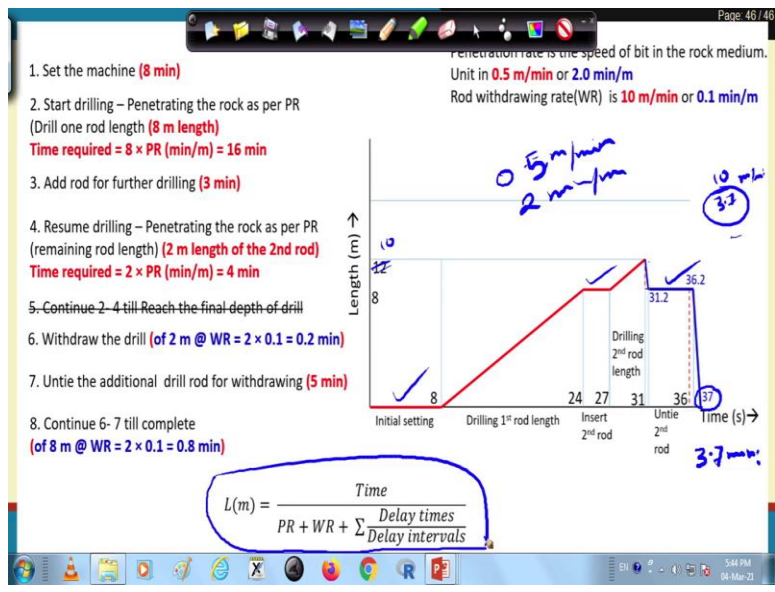 Page: 46 / 46
Penetration rate is the speed of bit in the rock medium.
Unit in 0.5 m/min or 2.0 min/m
Rod withdrawing rate(WR) is 10 m/min or 0.1 min/m
1. Set the machine (8 min)
2. Start drilling – Penetrating the rock as per PR
(Drill one rod length (8 m length)
Time required = 8 × PR (min/m) = 16 min
3. Add rod for further drilling (3 min)
4. Resume drilling – Penetrating the rock as per PR
(remaining rod length) (2 m length of the 2nd rod)
Time required = 2 × PR (min/m) = 4 min
5. Continue 2- 4 till Reach the final depth of drill
6. Withdraw the drill (of 2 m @ WR = 2 × 0.1 = 0.2 min)
7. Untie the additional drill rod for withdrawing (5 min)
8. Continue 6- 7 till complete
(of 8 m @ WR = 2 × 0.1 = 0.8 min)
0 5 m/min
2 min/m
10
3.7
Length (m) →
10
12
8
36.2
31.2
Drilling
2nd rod
length
8
24
27
31
36
37
Initial setting
Drilling 1st rod length
Insert
2nd rod
Untie
2nd
rod
Time (s)→
3.7 min
L(m) = Time / PR + WR + ∑ Delay times / Delay intervals
EN
5:44 PM
04-Mar-21